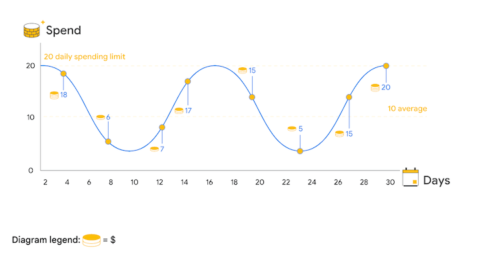 Spend
20 daily spending limit
20
15
18
20
17
10 average
6
10
5
15
7
0
2 4 6 8 10 12 14 16 18 20 22 24 26 28 30
Days
Diagram legend: = $